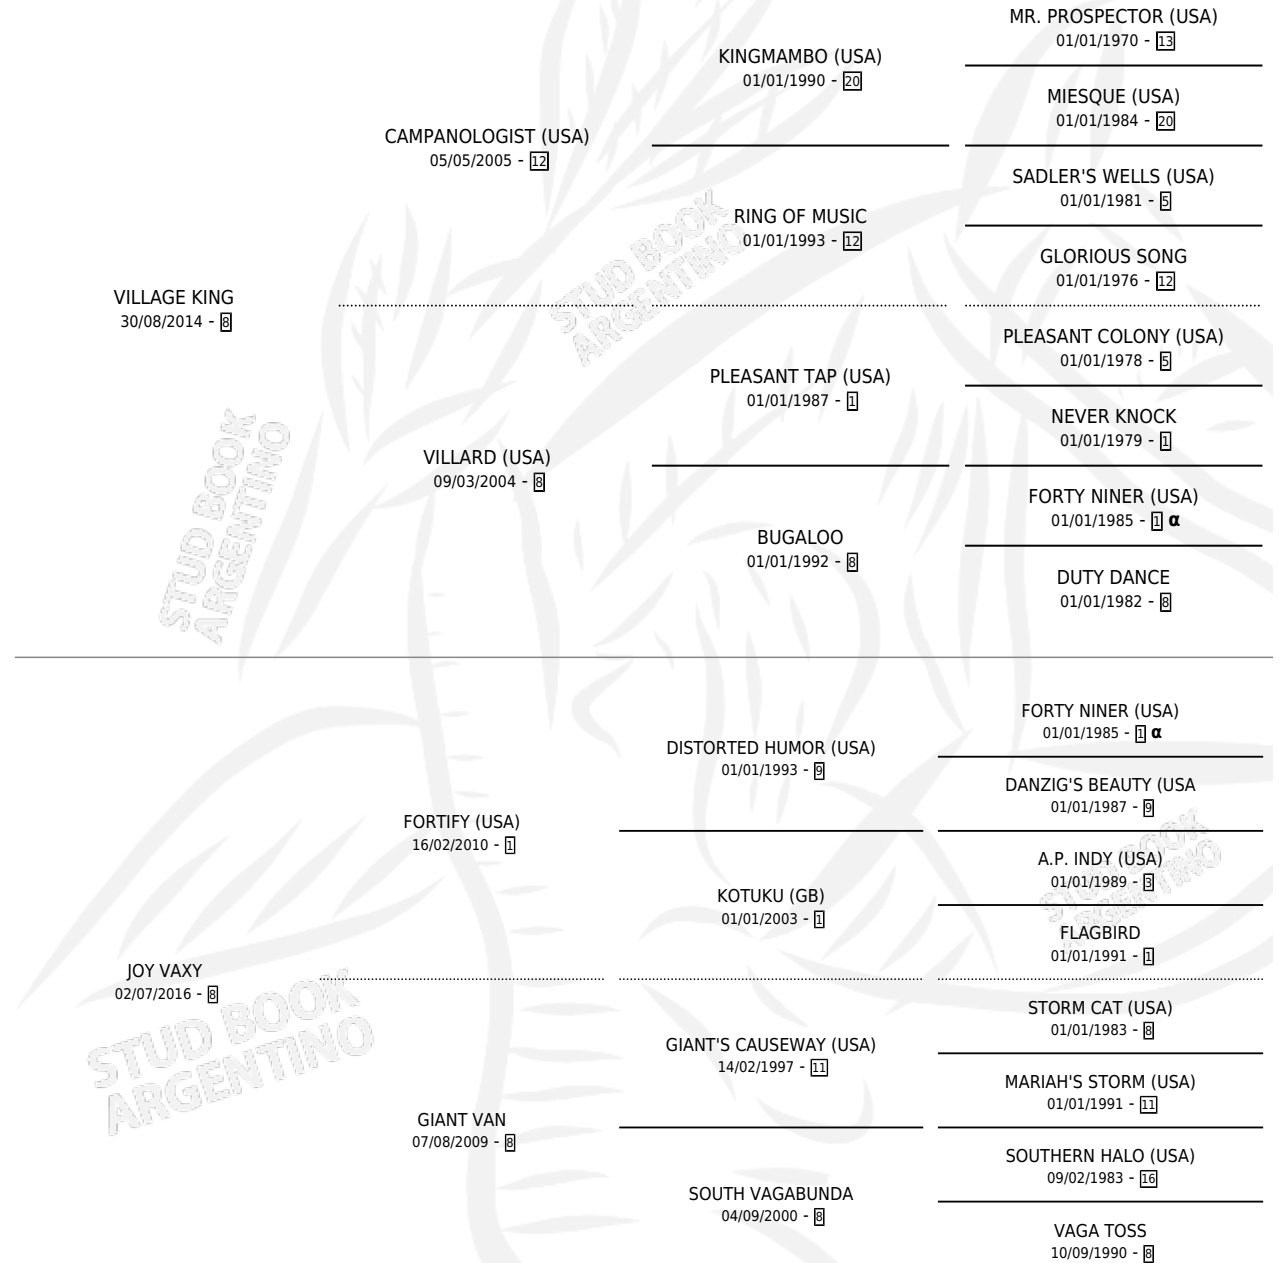 MR. PROSPECTOR (USA)
01/01/1970 - 13
KINGMAMBO (USA)
01/01/1990 - 20
MIESQUE (USA)
01/01/1984 - 20
CAMPANOLOGIST (USA)
05/05/2005 - 12
SADLER'S WELLS (USA)
01/01/1981 - 5
RING OF MUSIC
01/01/1993 - 12
GLORIOUS SONG
01/01/1976 - 12
VILLAGE KING
30/08/2014 - 8
PLEASANT COLONY (USA)
01/01/1978 - 5
PLEASANT TAP (USA)
01/01/1987 - 1
NEVER KNOCK
01/01/1979 - 1
VILLARD (USA)
09/03/2004 - 8
FORTY NINER (USA)
01/01/1985 - 1 α
BUGALOO
01/01/1992 - 8
DUTY DANCE
01/01/1982 - 8
FORTY NINER (USA)
01/01/1985 - 1 α
DISTORTED HUMOR (USA)
01/01/1993 - 9
DANZIG'S BEAUTY (USA
01/01/1987 - 9
FORTIFY (USA)
16/02/2010 - 1
A.P. INDY (USA)
01/01/1989 - 3
KOTUKU (GB)
01/01/2003 - 1
FLAGBIRD
01/01/1991 - 1
JOY VAXY
02/07/2016 - 8
STORM CAT (USA)
01/01/1983 - 8
GIANT'S CAUSEWAY (USA)
14/02/1997 - 11
MARIAH'S STORM (USA)
01/01/1991 - 11
GIANT VAN
07/08/2009 - 8
SOUTHERN HALO (USA)
09/02/1983 - 16
SOUTH VAGABUNDA
04/09/2000 - 8
VAGA TOSS
10/09/1990 - 8
STUD BOOK
ARGENTINO
STUD BOOK
ARGENTINO
STUD BOOK
ARGENTINO
STUD BOOK
ARGENTINO